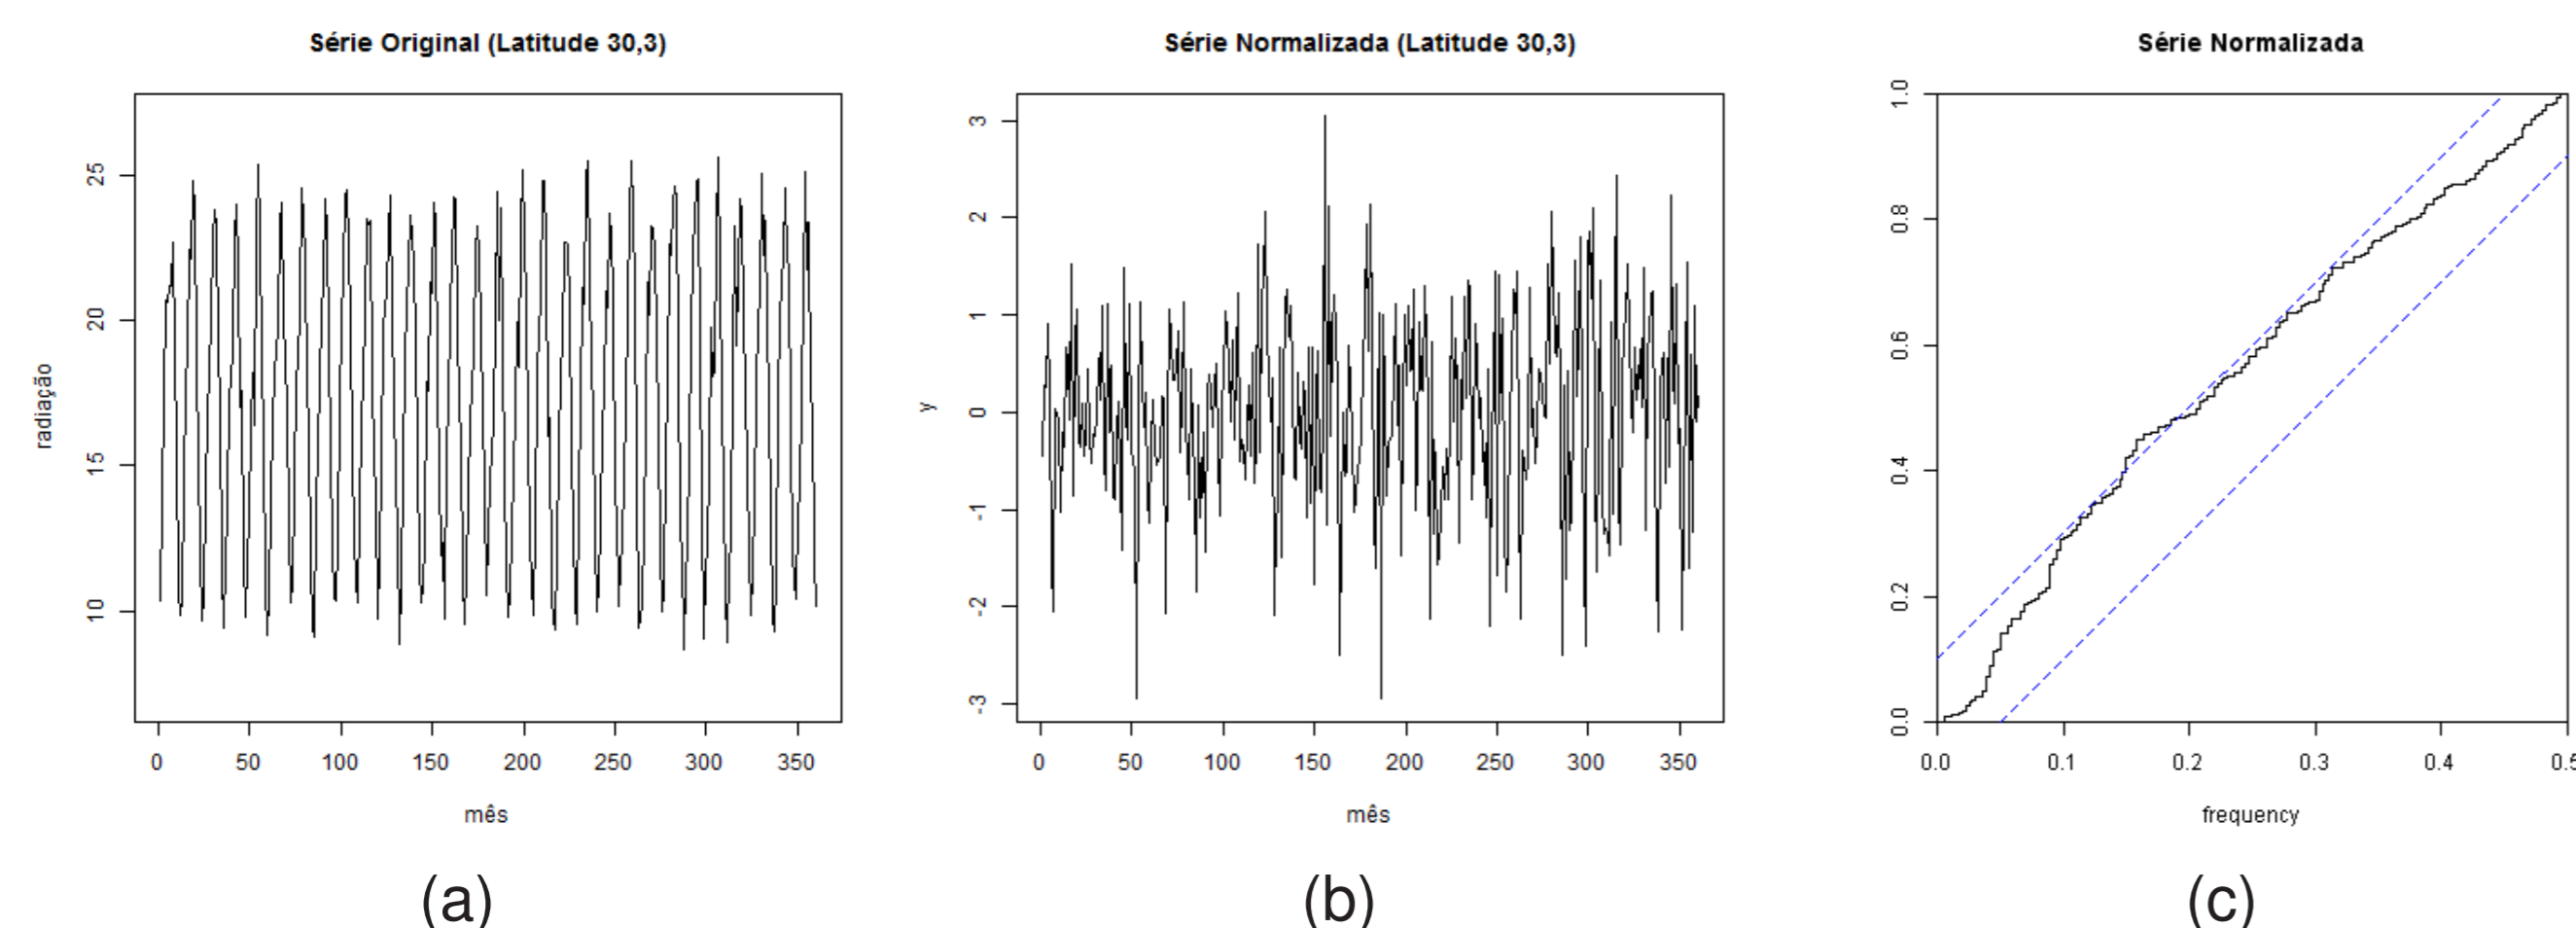 Série Original (Latitude 30,3)
radiação
25
20
15
10
0 50 100 150 200 250 300 350
mês
(a)
Série Normalizada (Latitude 30,3)
y
3
2
1
0
-1
-2
-3
0 50 100 150 200 250 300 350
mês
(b)
Série Normalizada
1.0
0.8
0.6
0.4
0.2
0.0
0.0 0.1 0.2 0.3 0.4 0.5
frequency
(c)